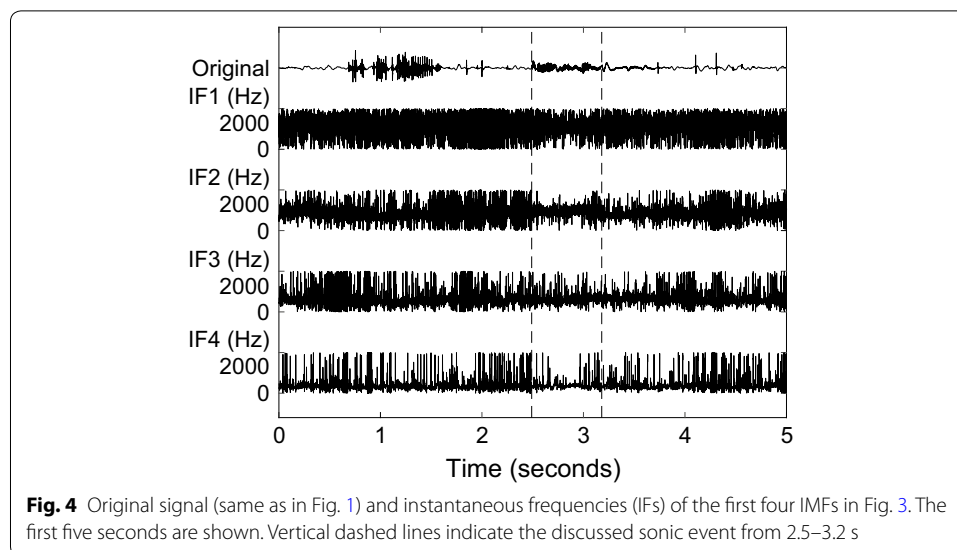 Original
IF1 (Hz)
2000
0
IF2 (Hz)
2000
0
IF3 (Hz)
2000
0
IF4 (Hz)
2000
0
0 1 2 3 4 5
Time (seconds)
Fig. 4 Original signal (same as in Fig. 1) and instantaneous frequencies (IFs) of the first four IMFs in Fig. 3. The
first five seconds are shown. Vertical dashed lines indicate the discussed sonic event from 2.5–3.2 s